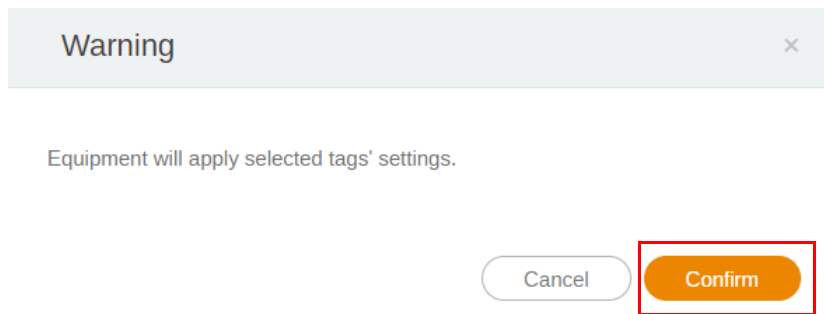 Warning
×
Equipment will apply selected tags' settings.
Cancel
Confirm